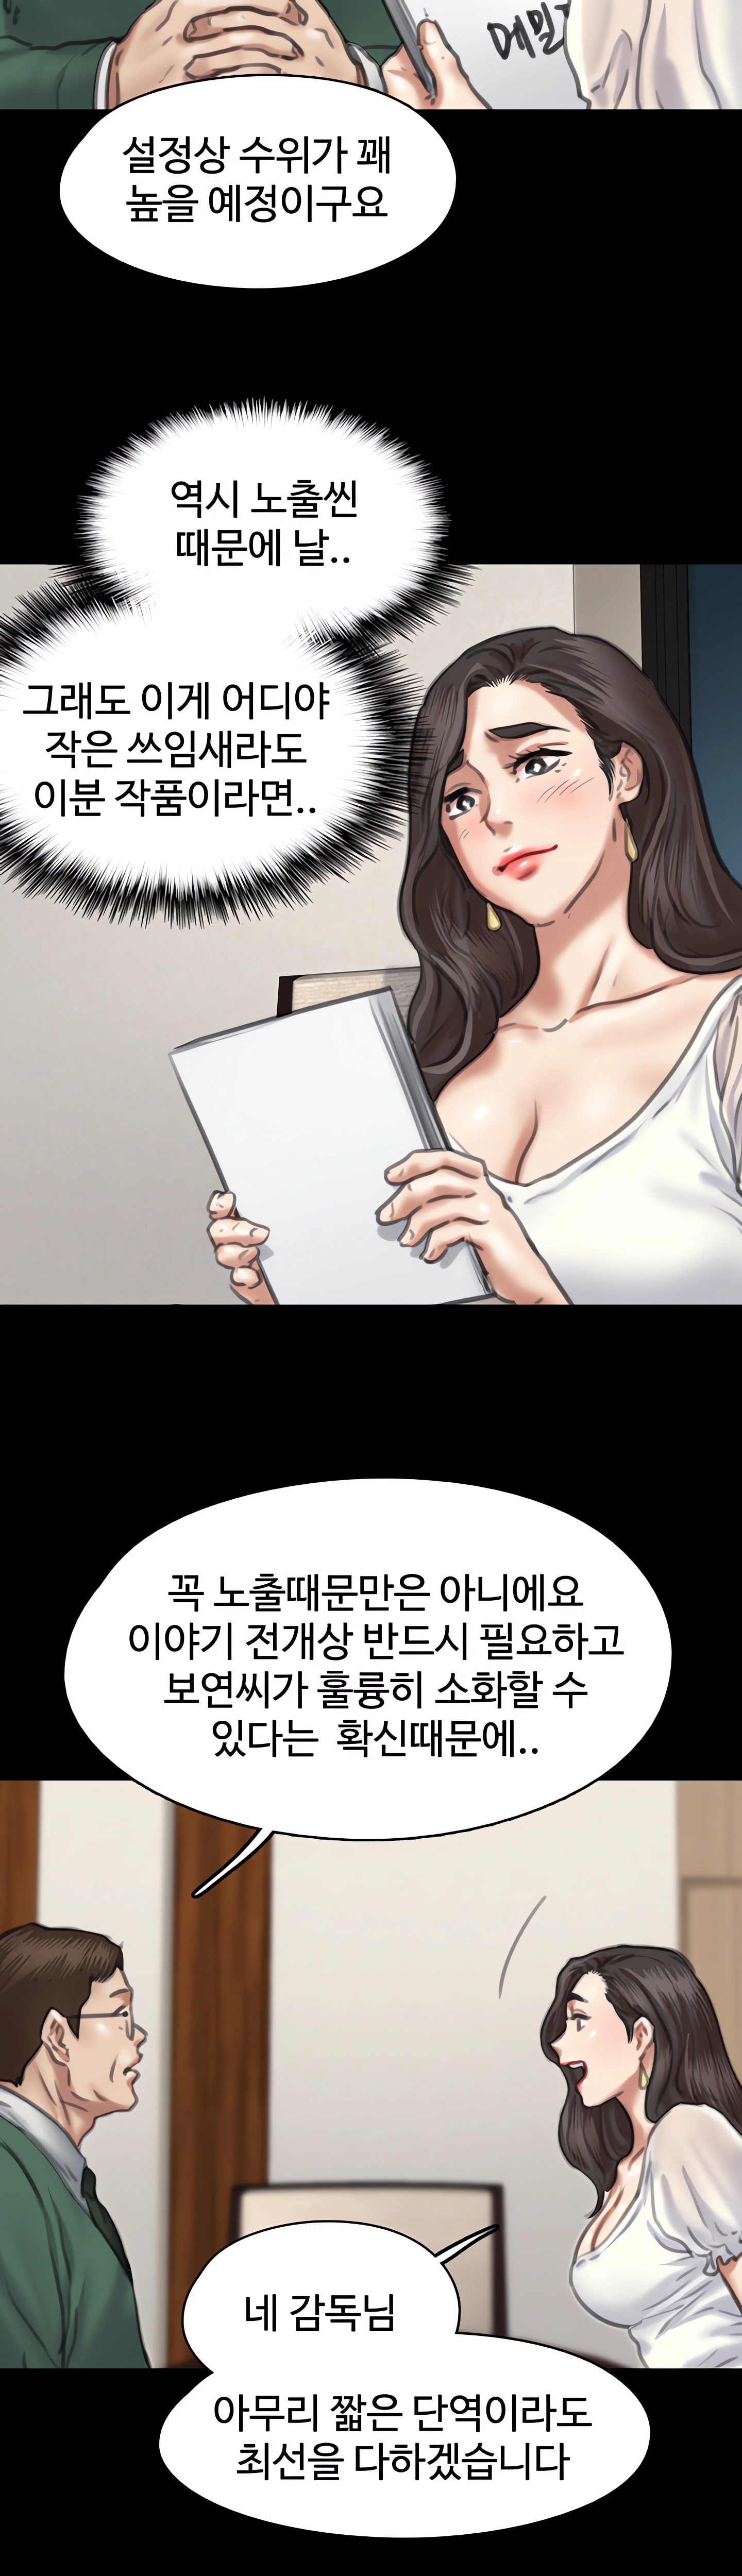 메밀
설정상 수위가 꽤
높을 예정이구요
역시 노출씬
때문에 날..
그래도 이게 어디야
작은 쓰임새라도
이분 작품이라면..
꼭 노출때문만은 아니에요
이야기 전개상 반드시 필요하고
보연씨가 훌륭히 소화할 수
있다는 확신때문에..
네 감독님
아무리 짧은 단역이라도
최선을 다하겠습니다